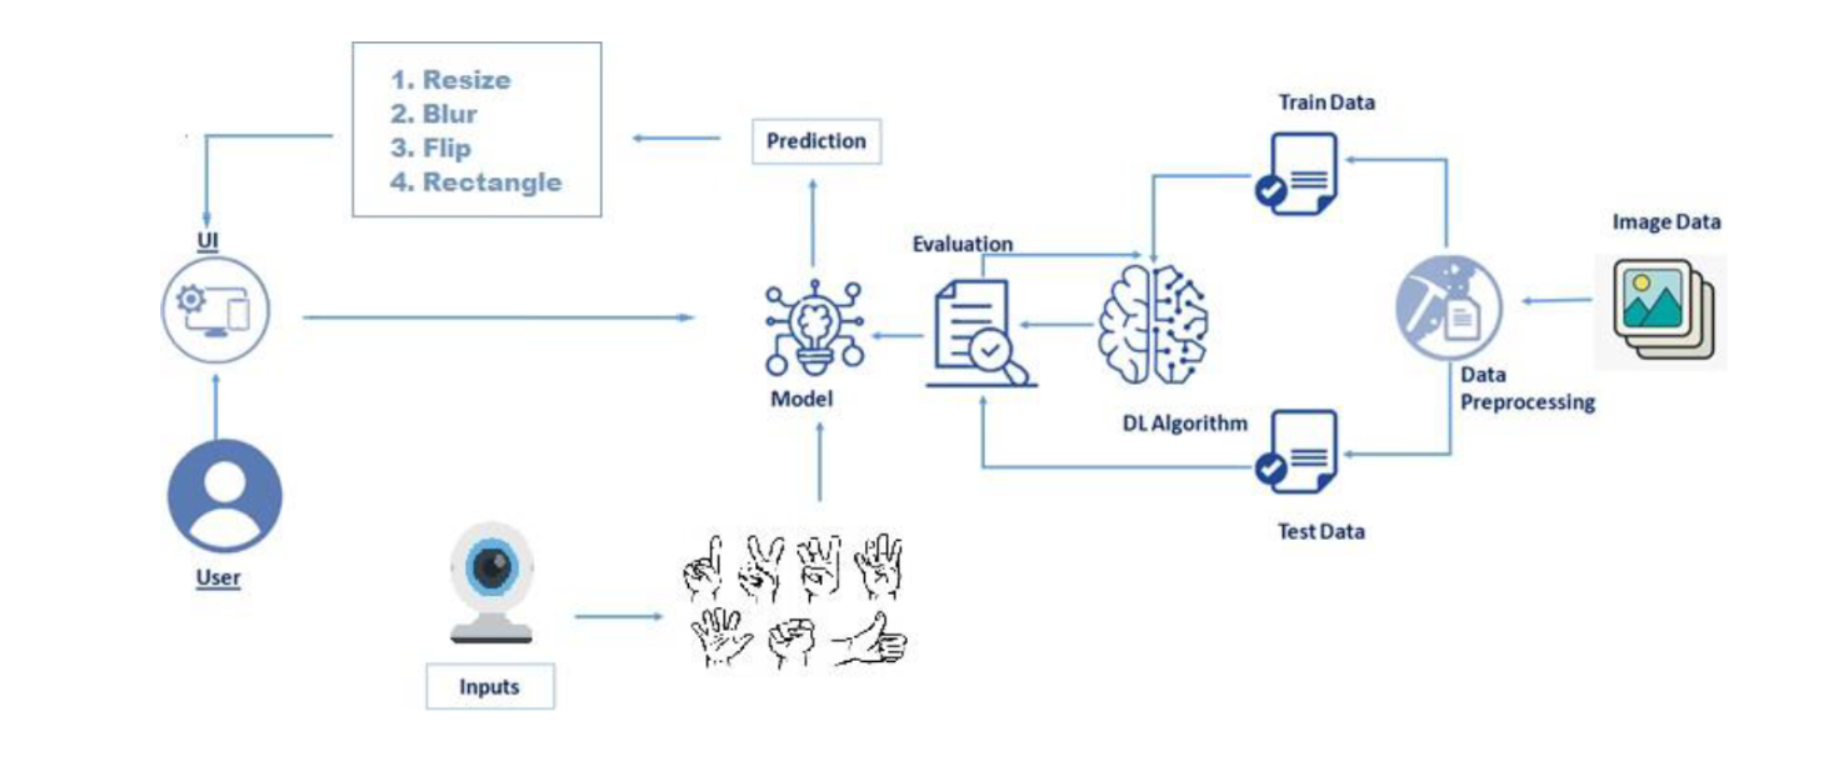 1. Resize
2. Blur
3. Flip
4. Rectangle
Prediction
Train Data
Image Data
UI
Evaluation
Data
Preprocessing
Model
DL Algorithm
Test Data
User
Inputs